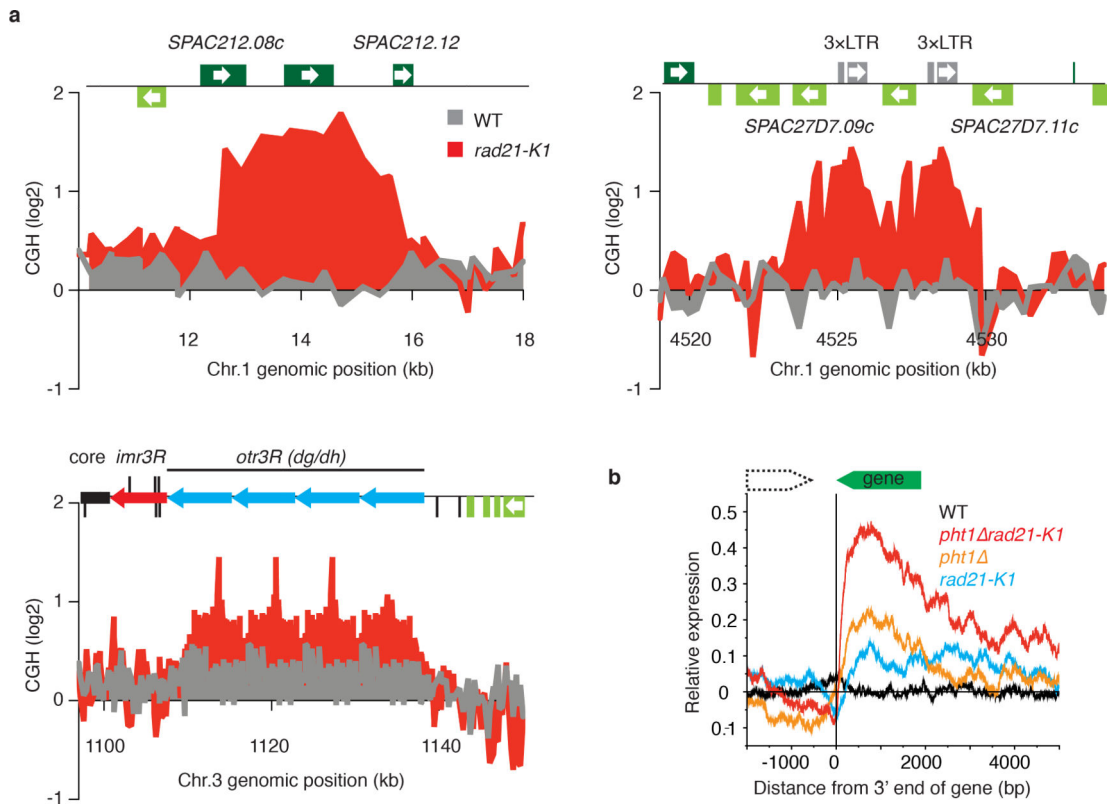 a
SPAC212.08c SPAC212.12
WT
rad21-K1
CGH (log2)
2
1
0
-1
12 14 16 18
Chr.1 genomic position (kb)
3×LTR 3×LTR
SPAC27D7.09c SPAC27D7.11c
CGH (log2)
2
1
0
-1
4520 4525 4530
Chr.1 genomic position (kb)
core imr3R otr3R (dg/dh)
CGH (log2)
2
1
0
-1
1100 1120 1140
Chr.3 genomic position (kb)
b
gene
WT
pht1Δrad21-K1
pht1Δ
rad21-K1
Relative expression
0.5
0.4
0.3
0.2
0.1
0
0.1
-1000 0 2000 4000
Distance from 3' end of gene (bp)